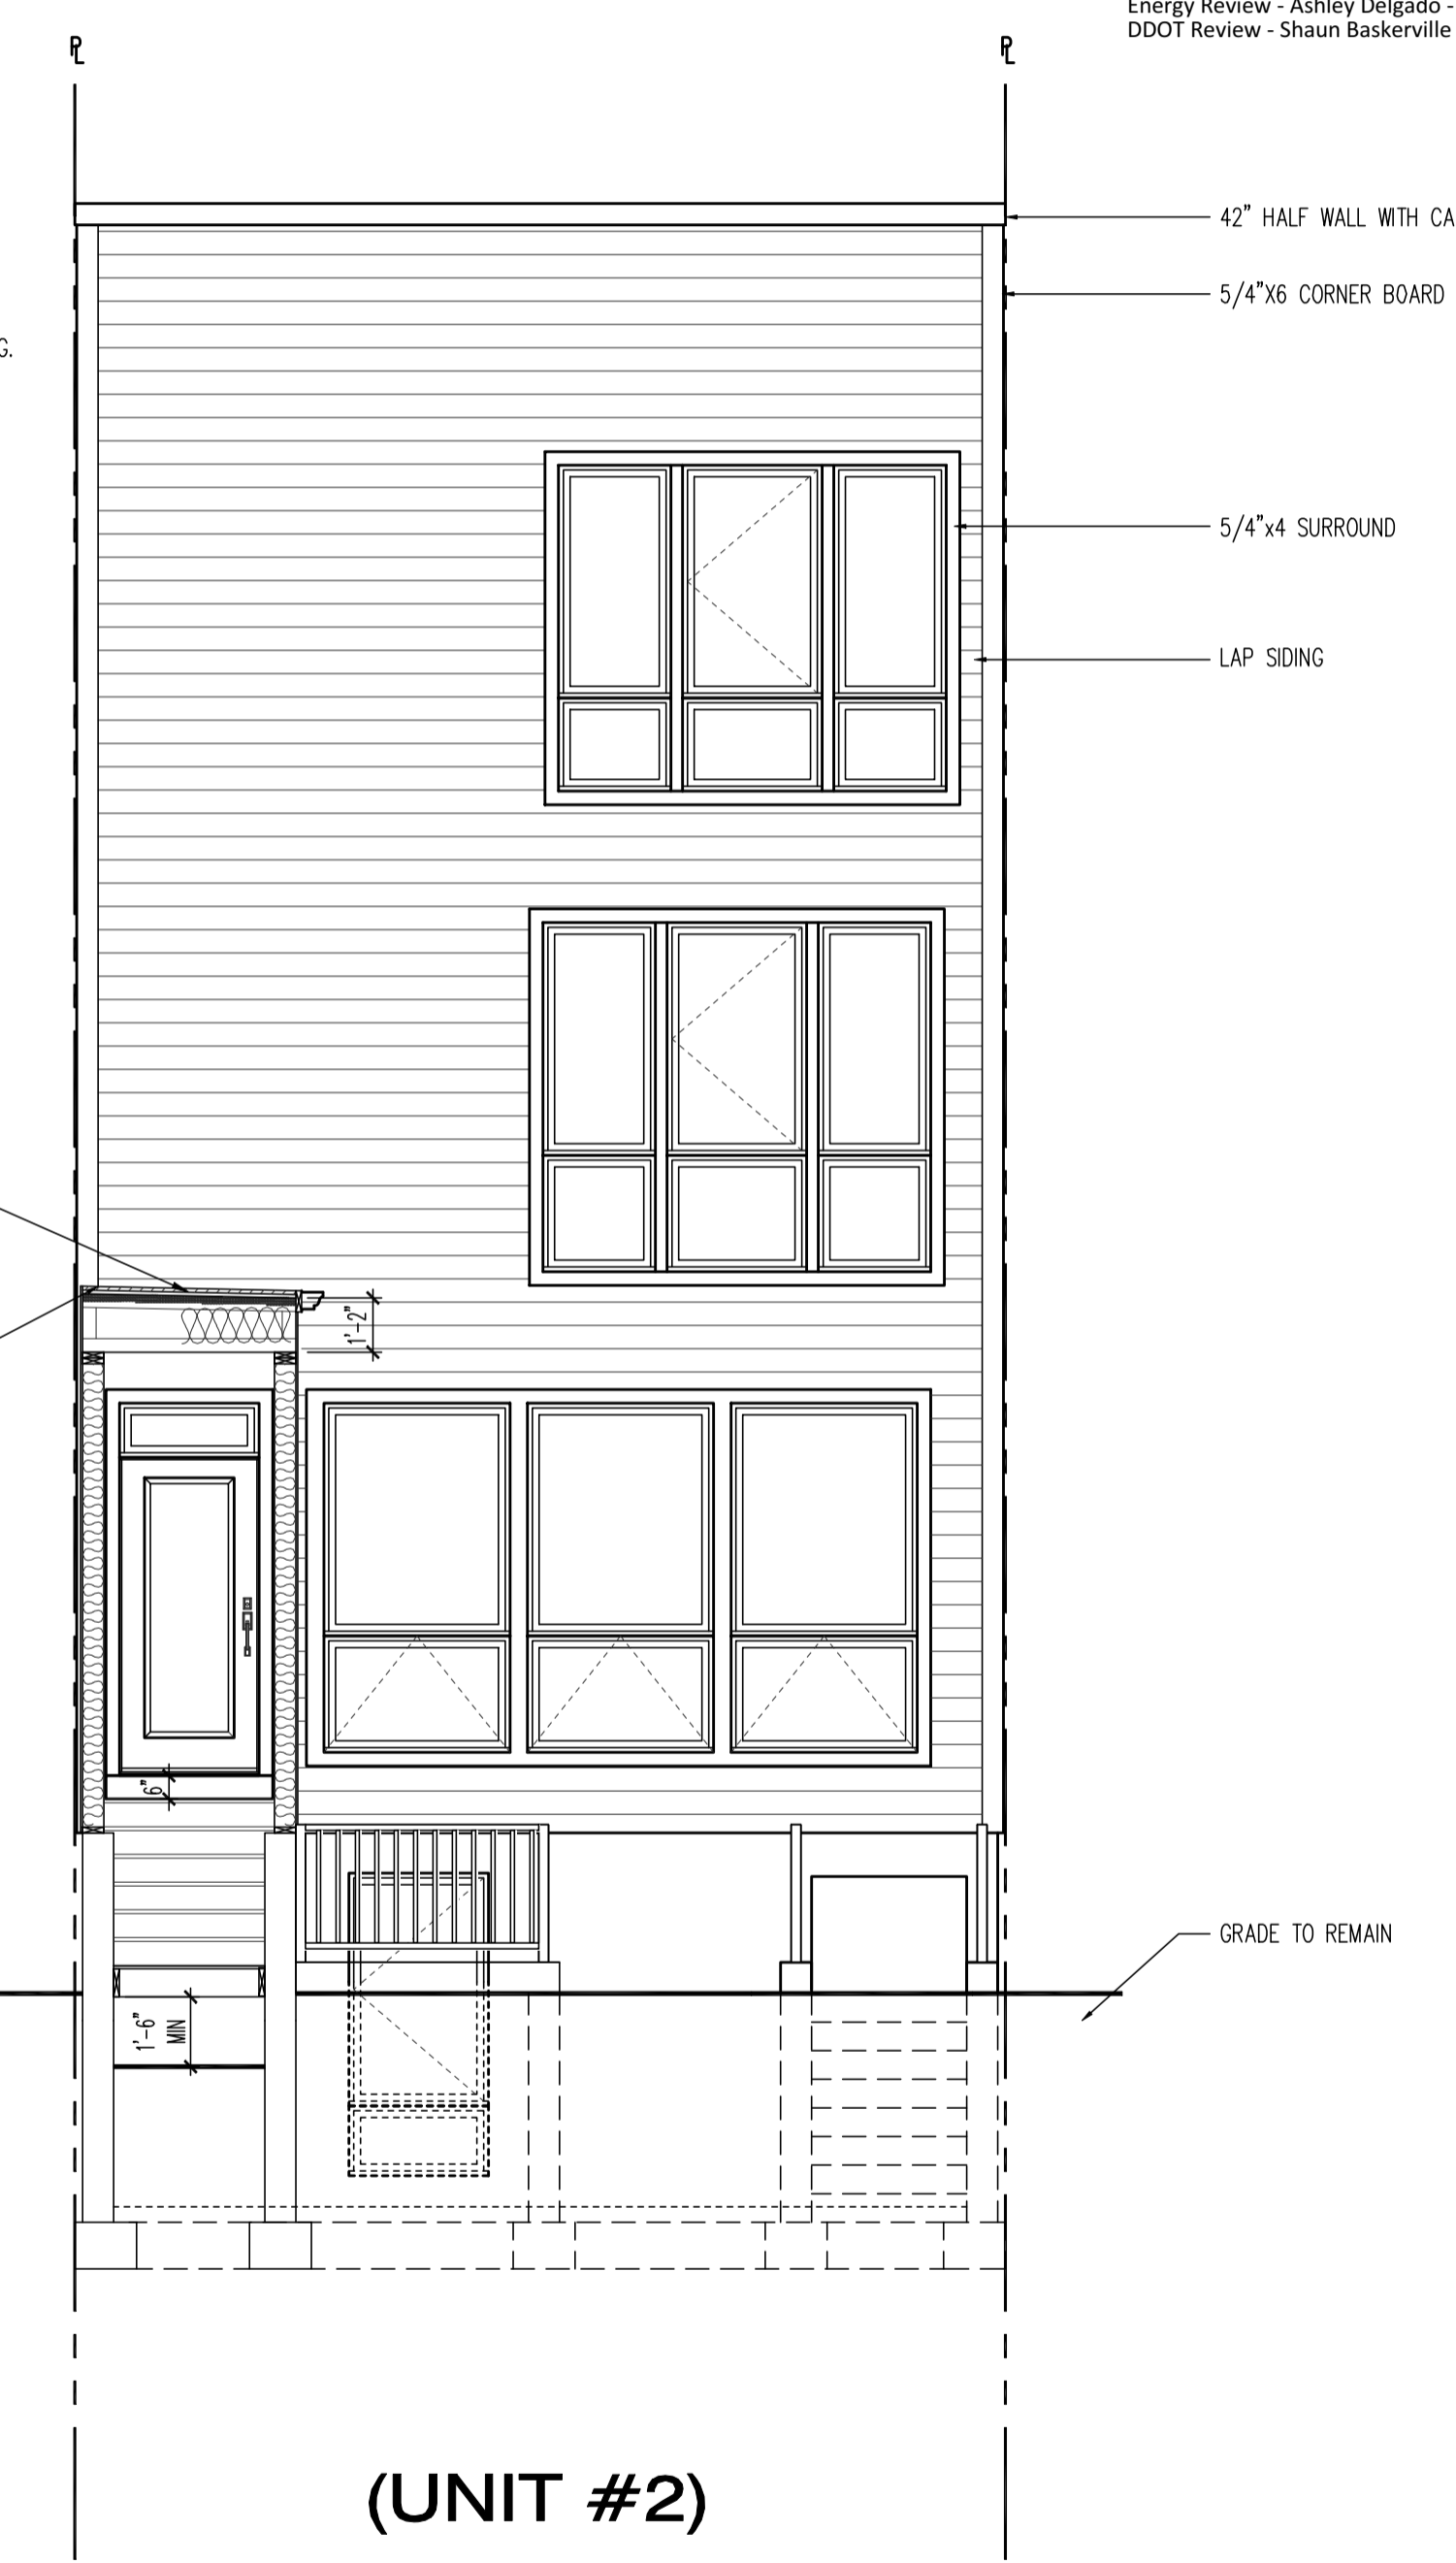 Energy Review - Ashley Delgado -
DDOT Review - Shaun Baskerville
PL
PL
42" HALF WALL WITH CA
5/4"X6 CORNER BOARD
G.
5/4"x4 SURROUND
LAP SIDING
1'-2"
6"
GRADE TO REMAIN
1'-6"
MIN
(UNIT #2)